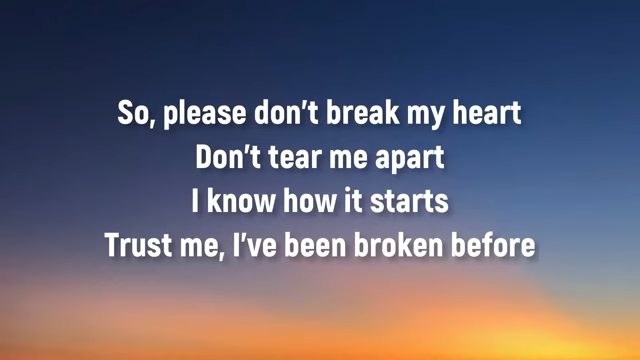 So, please don’t break my heart
Don’t tear me apart
I know how it starts
Trust me, I’ve been broken before